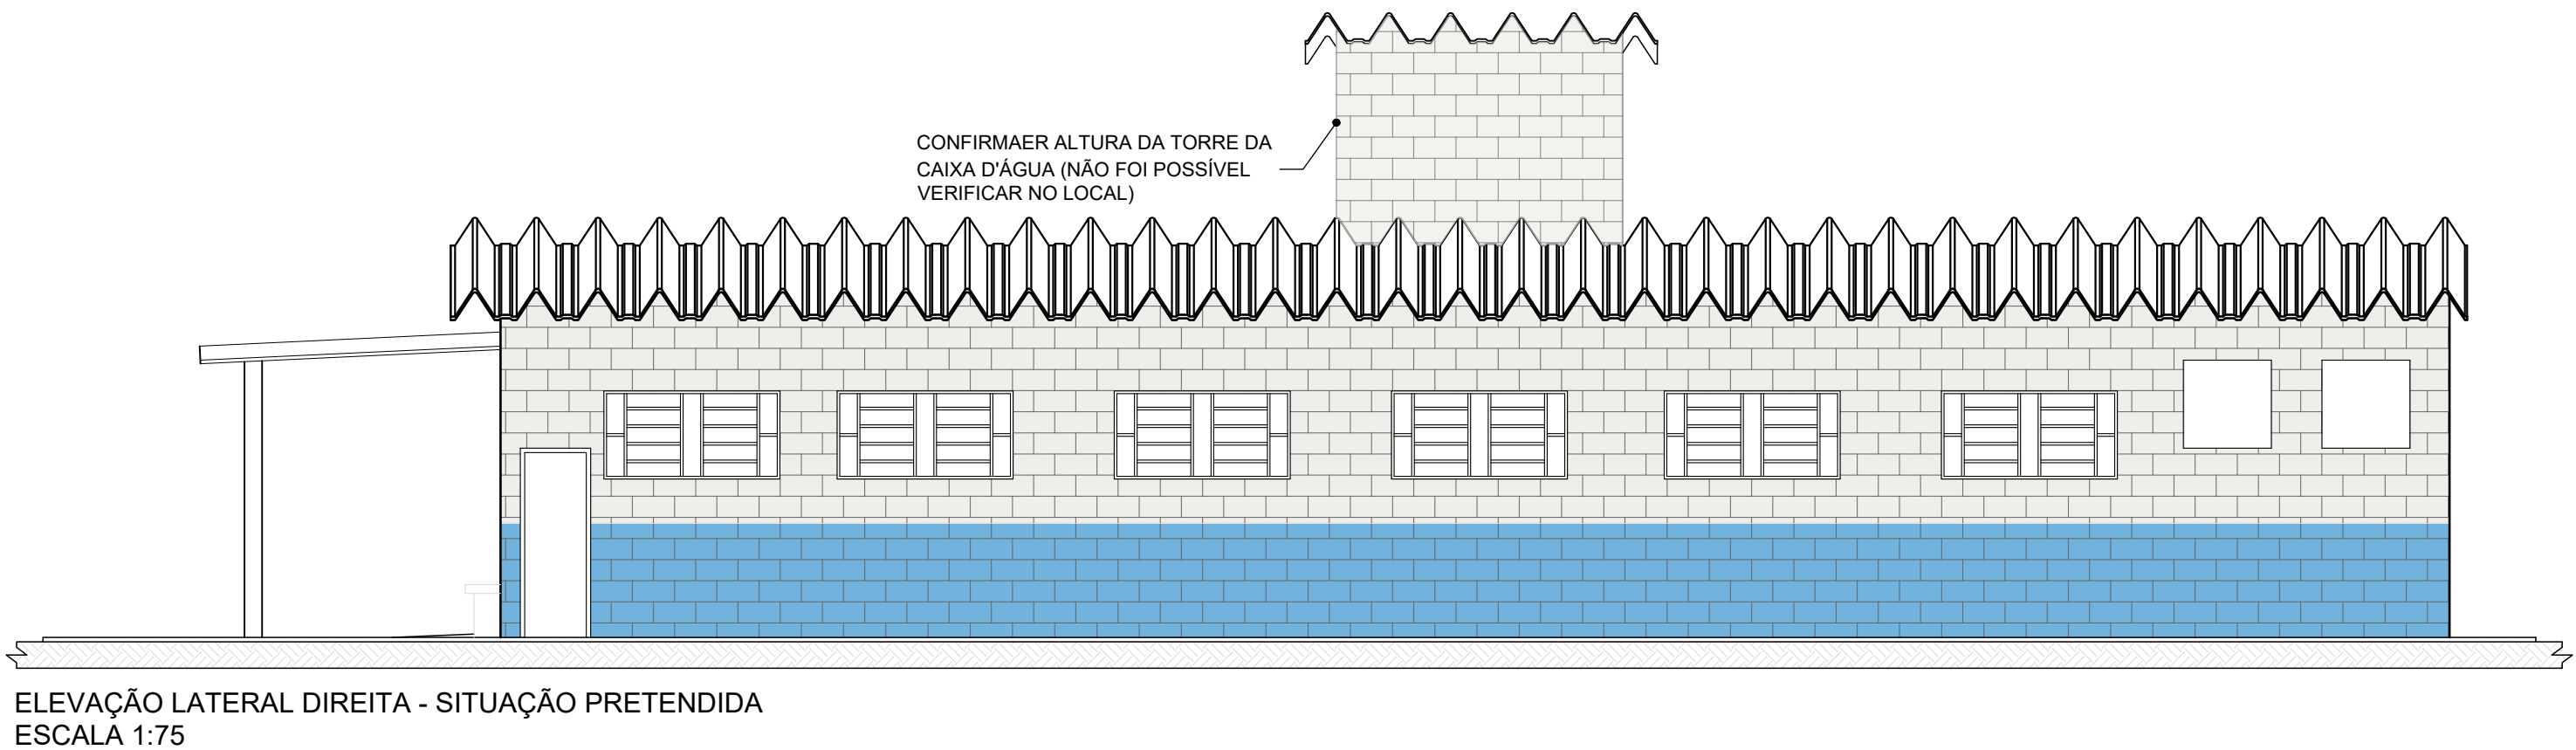 CONFIRMAER ALTURA DA TORRE DA
CAIXA D'ÁGUA (NÃO FOI POSSÍVEL
VERIFICAR NO LOCAL)
ELEVAÇÃO LATERAL DIREITA - SITUAÇÃO PRETENDIDA
ESCALA 1:75